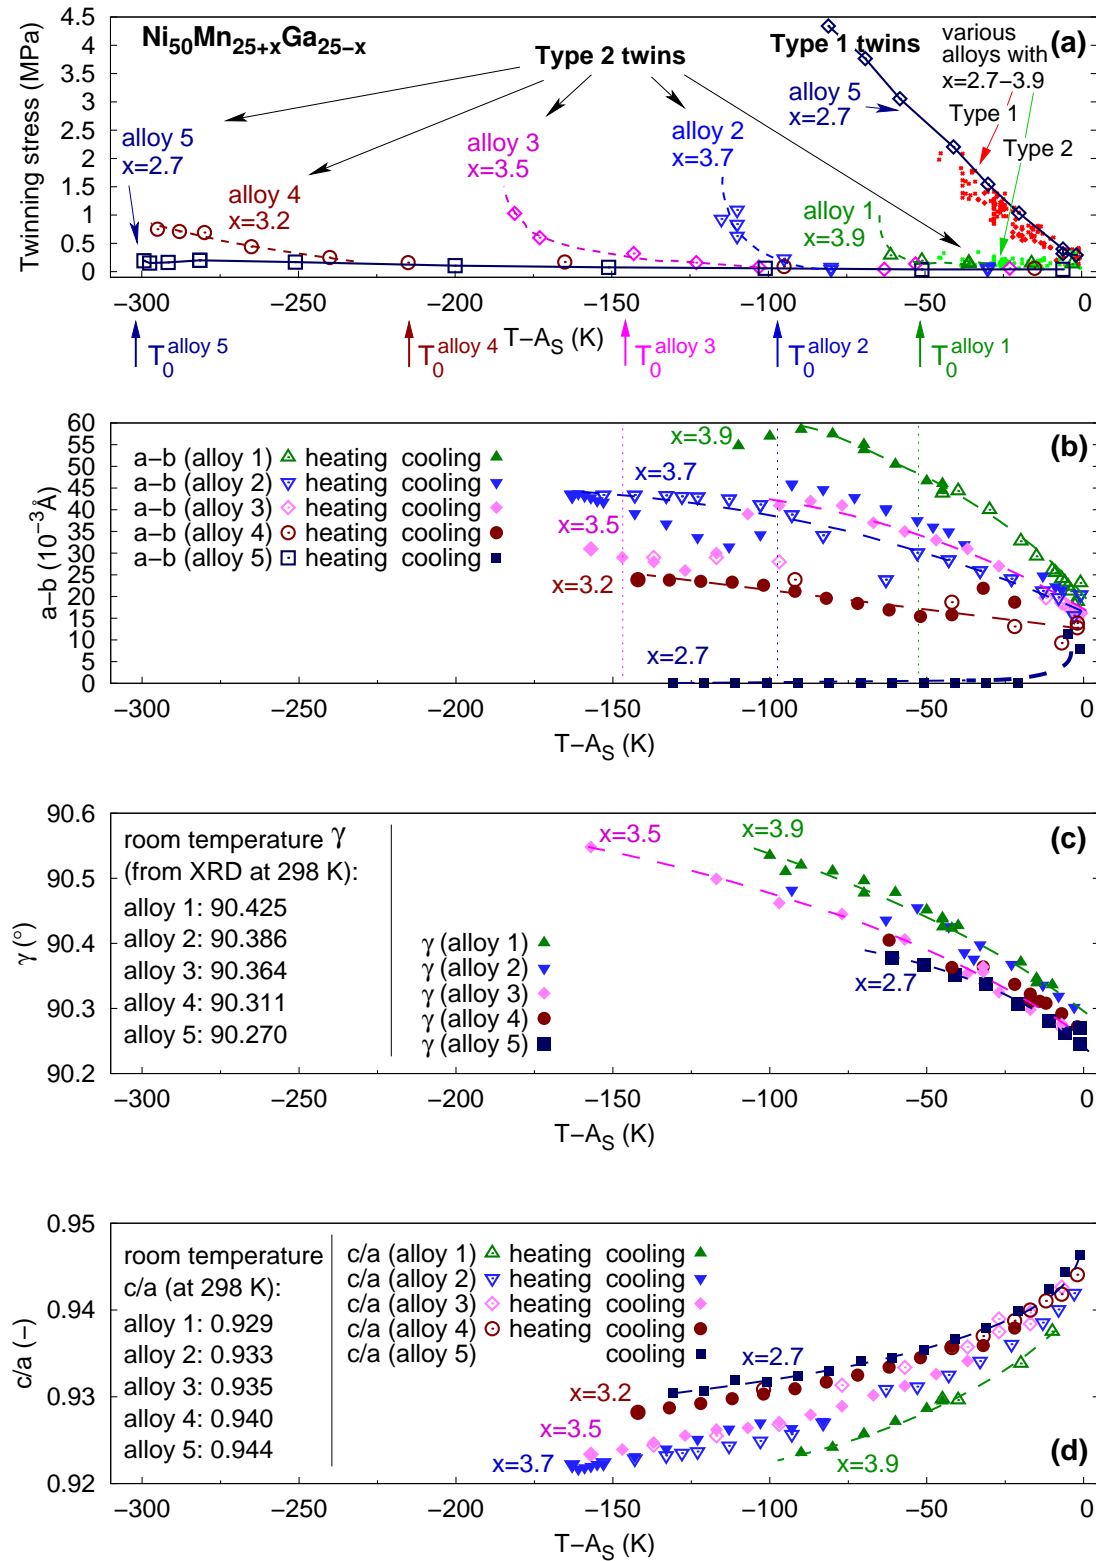 Ni50Mn25+xGa25−x
Type 2 twins
Type 1 twins
various
alloys with
x=2.7−3.9
(a)
Type 1
Type 2
alloy 5
x=2.7
alloy 5
x=2.7
alloy 4
x=3.2
alloy 3
x=3.5
alloy 2
x=3.7
alloy 1
x=3.9
Twinning stress (MPa)
4.5
4
3.5
3
2.5
2
1.5
1
0.5
0
−300 −250 −200 −150 −100 −50 0
T−AS (K)
T0 alloy 5
T0 alloy 4
T0 alloy 3
T0 alloy 2
T0 alloy 1
(b)
a−b (10−3Å)
60
55
50
45
40
35
30
25
20
15
10
5
0
a−b (alloy 1) heating cooling
a−b (alloy 2) heating cooling
a−b (alloy 3) heating cooling
a−b (alloy 4) heating cooling
a−b (alloy 5) heating cooling
x=3.9
x=3.7
x=3.5
x=3.2
x=2.7
−300 −250 −200 −150 −100 −50 0
T−AS (K)
(c)
γ (°)
90.6
90.5
90.4
90.3
90.2
room temperature γ
(from XRD at 298 K):
alloy 1: 90.425
alloy 2: 90.386
alloy 3: 90.364
alloy 4: 90.311
alloy 5: 90.270
γ (alloy 1)
γ (alloy 2)
γ (alloy 3)
γ (alloy 4)
γ (alloy 5)
x=3.5
x=3.9
x=2.7
−300 −250 −200 −150 −100 −50 0
T−AS (K)
c/a (−)
0.95
0.94
0.93
0.92
room temperature
c/a (at 298 K):
alloy 1: 0.929
alloy 2: 0.933
alloy 3: 0.935
alloy 4: 0.940
alloy 5: 0.944
c/a (alloy 1) heating cooling
c/a (alloy 2) heating cooling
c/a (alloy 3) heating cooling
c/a (alloy 4) heating cooling
c/a (alloy 5) cooling
x=2.7
x=3.2
x=3.5
x=3.7
x=3.9
(d)
−300 −250 −200 −150 −100 −50 0
T−AS (K)